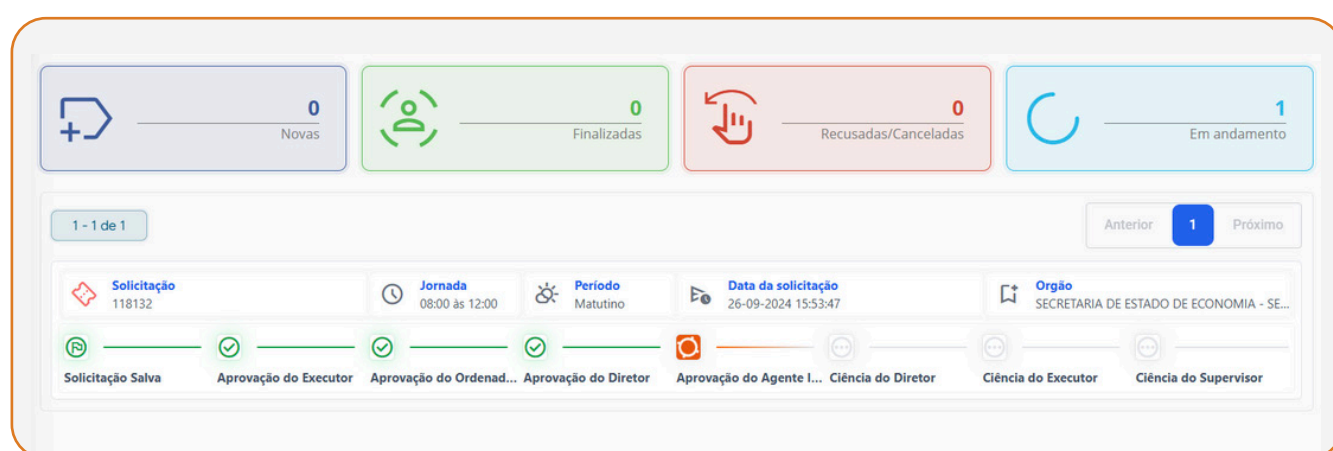 0
Novas
0
Finalizadas
0
Recusadas/Canceladas
1
Em andamento
1 - 1 de 1
Anterior 1 Próximo
Solicitação
118132
Jornada
08:00 às 12:00
Período
Matutino
Data da solicitação
26-09-2024 15:53:47
Orgão
SECRETARIA DE ESTADO DE ECONOMIA - SE...
Solicitação Salva
Aprovação do Executor
Aprovação do Ordenad...
Aprovação do Diretor
Aprovação do Agente I...
Ciência do Diretor
Ciência do Executor
Ciência do Supervisor